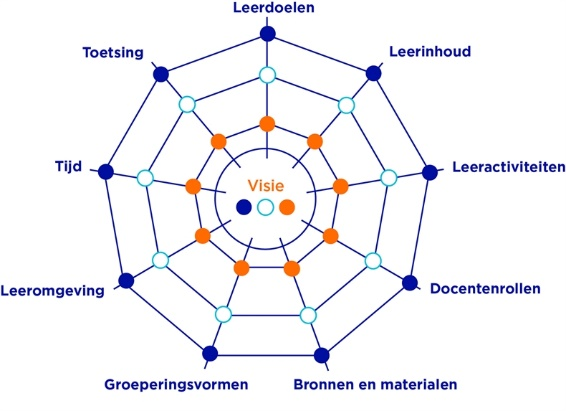 Leerdoelen
Toetsing
Leerinhoud
Tijd
Leeractiviteiten
Visie
Leeromgeving
Docentenrollen
Groeperingsvormen
Bronnen en materialen